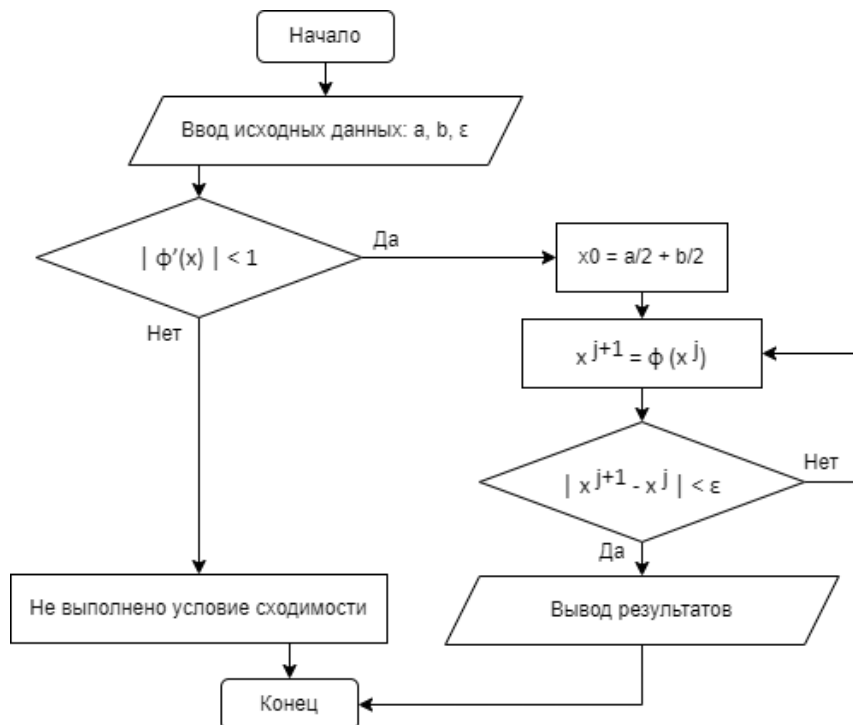 Начало
Ввод исходных данных: a, b, ε
| ϕ′(x) | < 1
Да
x0 = a/2 + b/2
Нет
x j+1 = ϕ (x j)
| x j+1 - x j | < ε
Нет
Да
Не выполнено условие сходимости
Вывод результатов
Конец